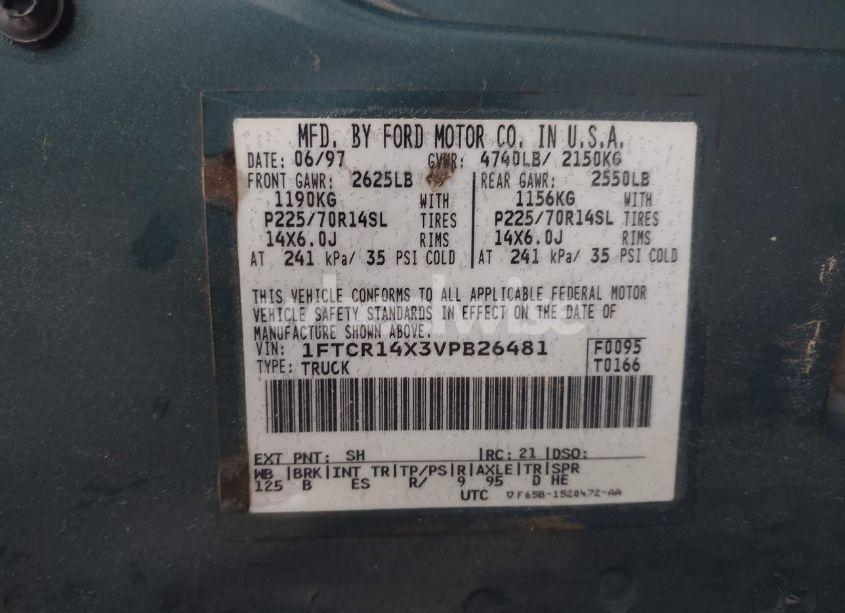 MFD. BY FORD MOTOR CO. IN U.S.A.
DATE: 06/97 GVWR: 4740LB/ 2150KG
FRONT GAWR: 2625LB REAR GAWR: 2550LB
1190KG WITH 1156KG WITH
P225/70R14SL TIRES P225/70R14SL TIRES
14X6.0J RIMS 14X6.0J RIMS
AT 241 kPa/ 35 PSI COLD AT 241 kPa/ 35 PSI COLD
THIS VEHICLE CONFORMS TO ALL APPLICABLE FEDERAL MOTOR
VEHICLE SAFETY STANDARDS IN EFFECT ON THE DATE OF
MANUFACTURE SHOWN ABOVE.
VIN: 1FTCR14X3VPB26481 F0095
TYPE: TRUCK T0166
EXT PNT: SH RC: 21 DSO:
WB BRK INT TR TP/PS R AXLE TR SPR
125 B ES R/ 9 95 D HE
UTC ▽F65B-1520472-AA